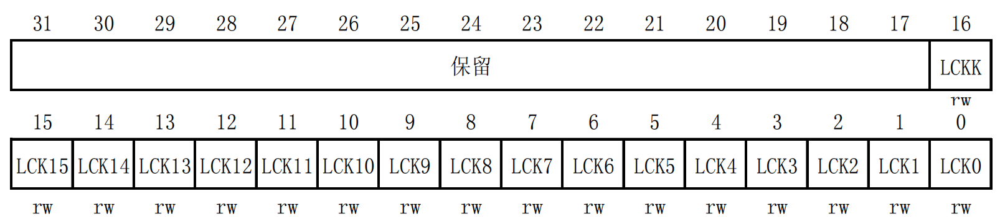 31 30 29 28 27 26 25 24 23 22 21 20 19 18 17 16
保留 LCKK
rw
15 14 13 12 11 10 9 8 7 6 5 4 3 2 1 0
LCK15 LCK14 LCK13 LCK12 LCK11 LCK10 LCK9 LCK8 LCK7 LCK6 LCK5 LCK4 LCK3 LCK2 LCK1 LCK0
rw rw rw rw rw rw rw rw rw rw rw rw rw rw rw rw